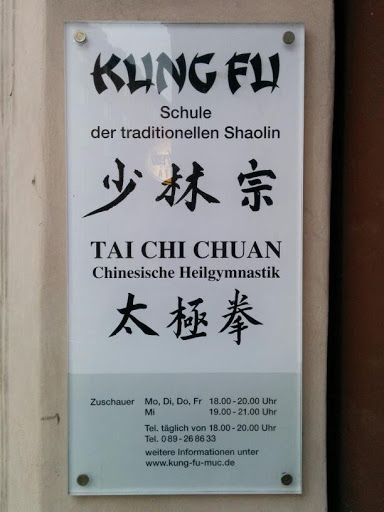 KUNG FU
Schule
der traditionellen Shaolin
少林宗
TAI CHI CHUAN
Chinesische Heilgymnastik
太極拳
Zuschauer Mo, Di, Do, Fr 18.00 - 20.00 Uhr
Mi 19.00 - 21.00 Uhr
Tel. täglich von 18.00 - 20.00 Uhr
Tel. 0 89 - 26 86 33
weitere Informationen unter
www.kung-fu-muc.de